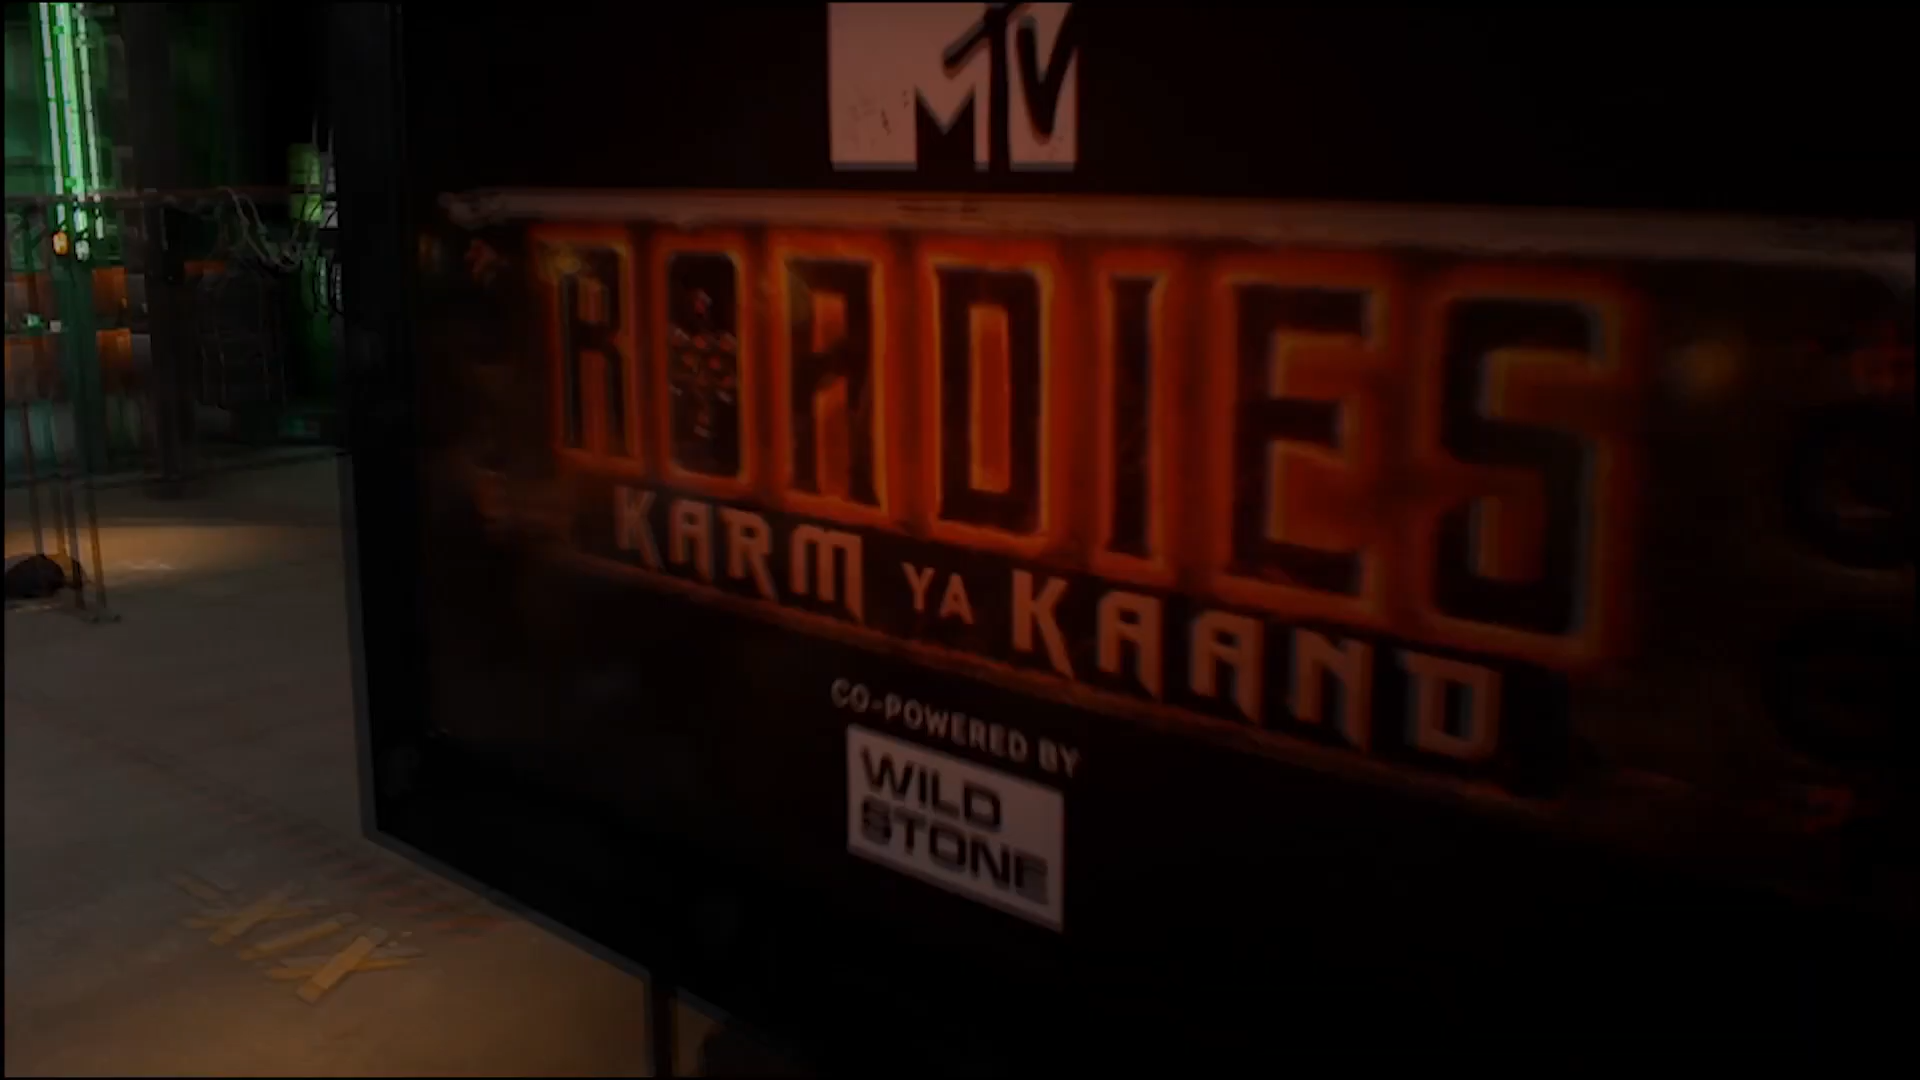 MTV
ROADIES
KARM YA KAAND
CO-POWERED BY
WILD
STONE